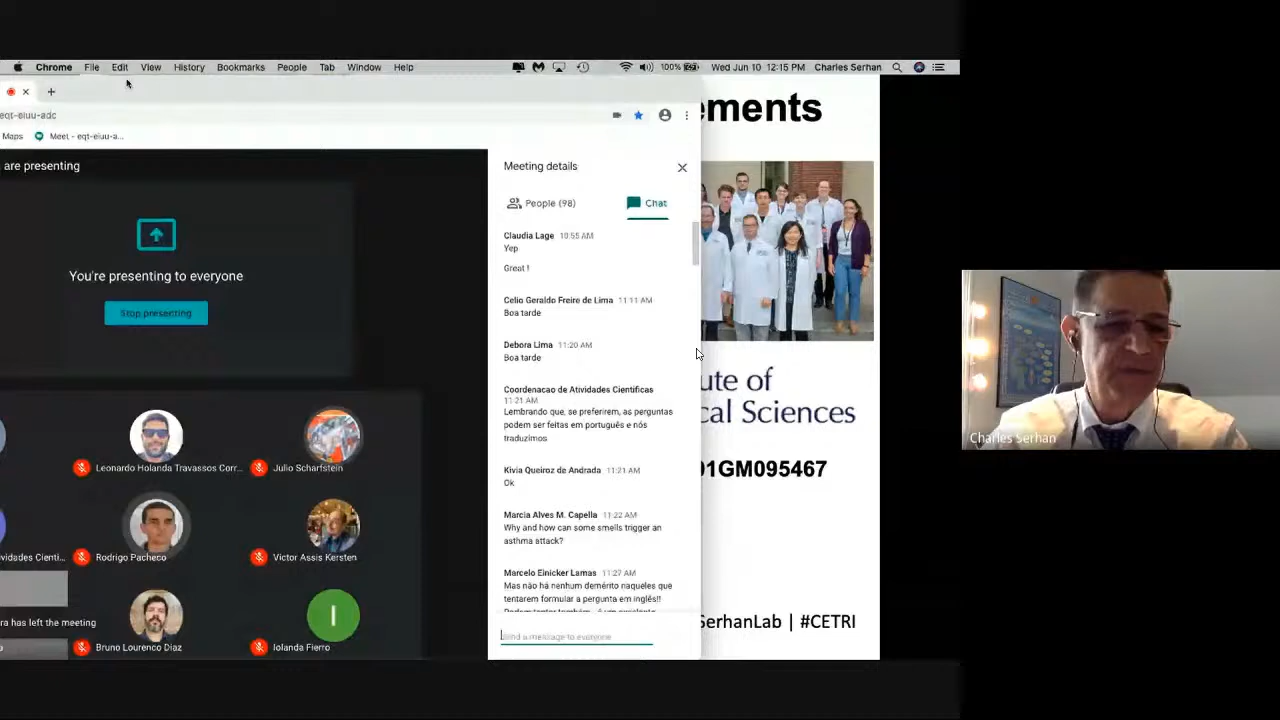 Chrome File Edit View History Bookmarks People Tab Window Help 100% Wed Jun 10 12:15 PM Charles Serhan
eqt-eiuu-adc
Maps Meet - eqt-eiuu-a...
ements
are presenting
You're presenting to everyone
Stop presenting
Leonardo Holanda Travassos Corr...
Julio Scharfstein
vidades Cienti...
Rodrigo Pacheco
Victor Assis Kersten
ra has left the meeting
Bruno Lourenco Diaz
I
Iolanda Fierro
Meeting details
People (98) Chat
Claudia Lage 10:55 AM
Yep
Great !
Celio Geraldo Freire de Lima 11:11 AM
Boa tarde
Debora Lima 11:20 AM
Boa tarde
Coordenacao de Atividades Cientificas
11:21 AM
Lembrando que, se preferirem, as perguntas
podem ser feitas em português e nós
traduzimos
Kivia Queiroz de Andrada 11:21 AM
Ok
Marcia Alves M. Capella 11:22 AM
Why and how can some smells trigger an
asthma attack?
Marcelo Einicker Lamas 11:27 AM
Mas não há nenhum demérito naqueles que
tentarem formular a pergunta em inglês!!
Send a message to everyone
ute of
cal Sciences
01GM095467
SerhanLab | #CETRI
Charles Serhan